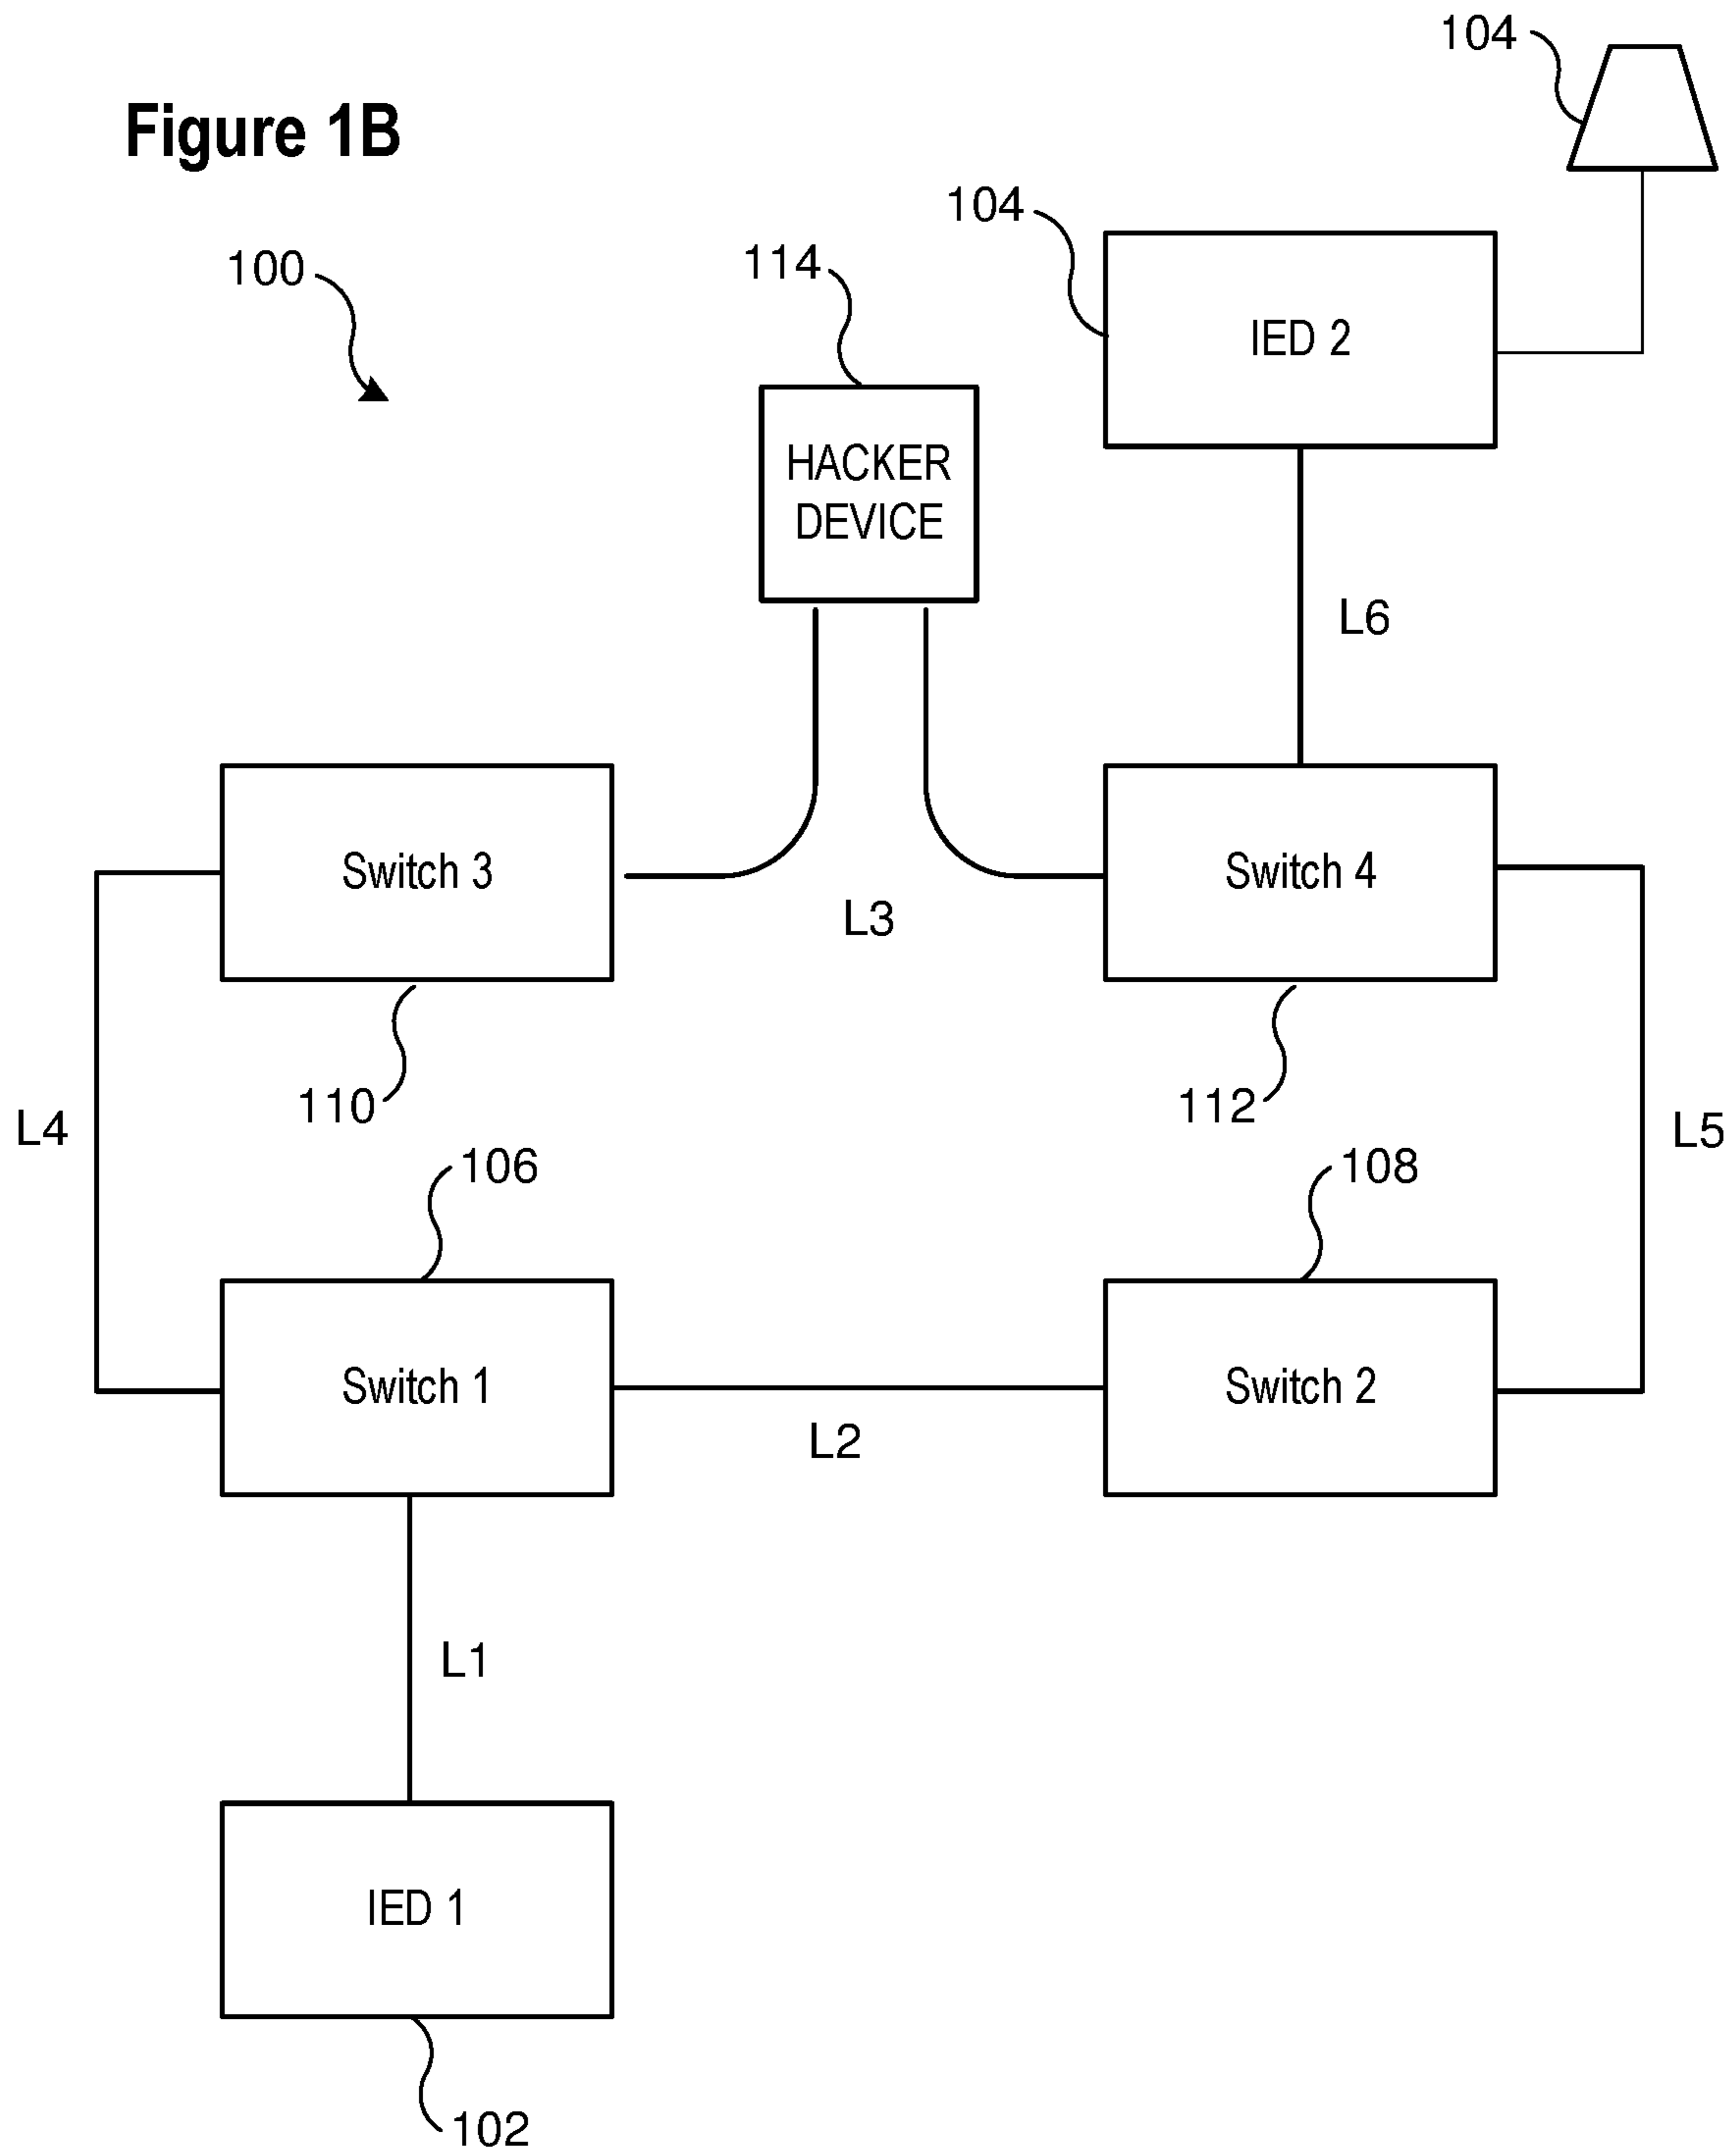 104
Figure 1B
104
100
114
IED 2
HACKER
DEVICE
L6
Switch 3
Switch 4
L3
110
112
L4
L5
106
108
Switch 1
Switch 2
L2
L1
IED 1
102